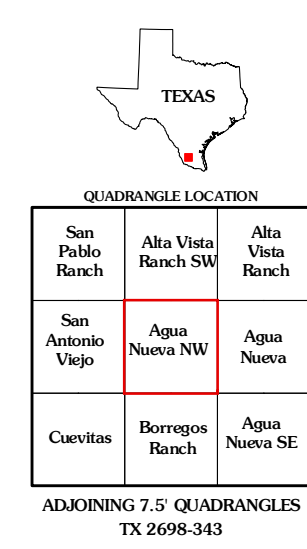 TEXAS
QUADRANGLE LOCATION
San
Pablo
Ranch
Alta Vista
Ranch SW
Alta
Vista
Ranch
San
Antonio
Viejo
Agua
Nueva NW
Agua
Nueva
Cuevitas
Borregos
Ranch
Agua
Nueva SE
ADJOINING 7.5' QUADRANGLES
TX 2698-343